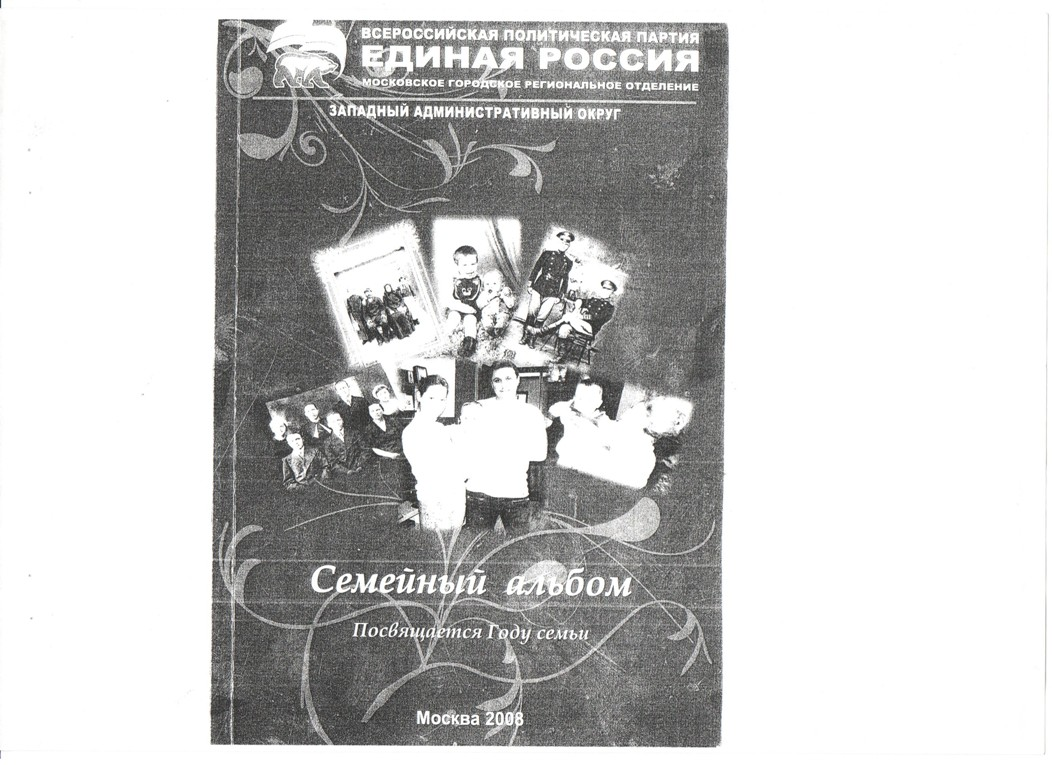 ВСЕРОССИЙСКАЯ ПОЛИТИЧЕСКАЯ ПАРТИЯ
ЕДИНАЯ РОССИЯ
МОСКОВСКОЕ ГОРОДСКОЕ РЕГИОНАЛЬНОЕ ОТДЕЛЕНИЕ
ЗАПАДНЫЙ АДМИНИСТРАТИВНЫЙ ОКРУГ
Семейный альбом
Посвящается Году семьи
Москва 2008